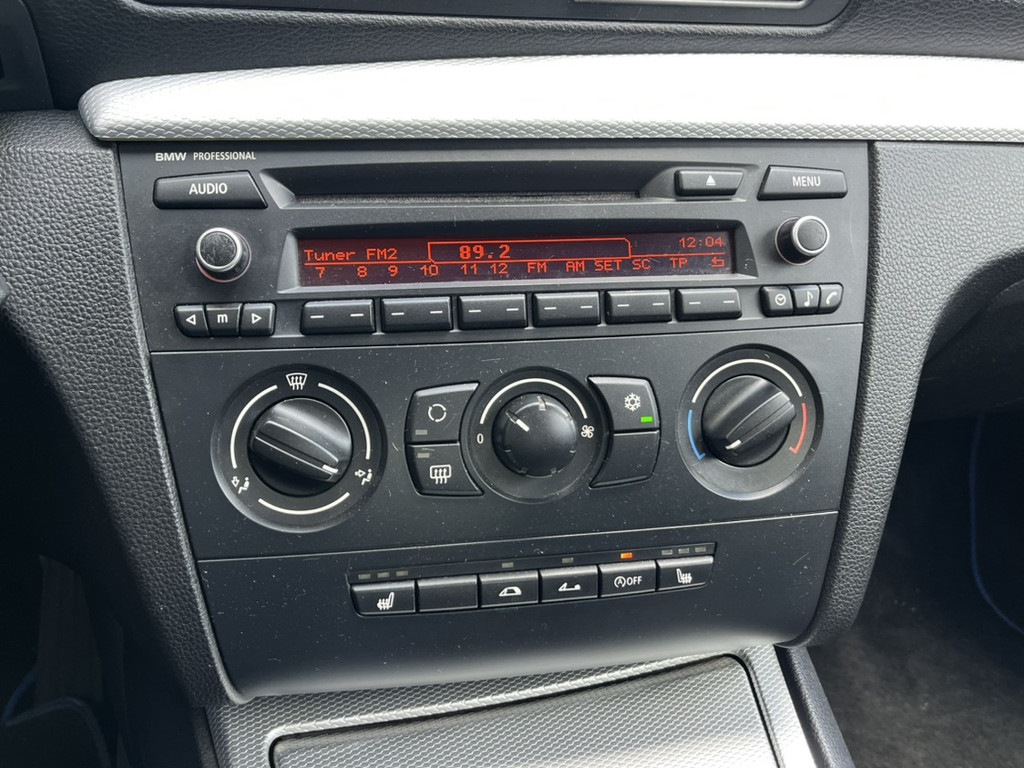 BMW PROFESSIONAL
AUDIO
MENU
Tuner FM2 89.2 12:04
7 8 9 10 11 12 FM AM SET SC TP
m
0
OFF